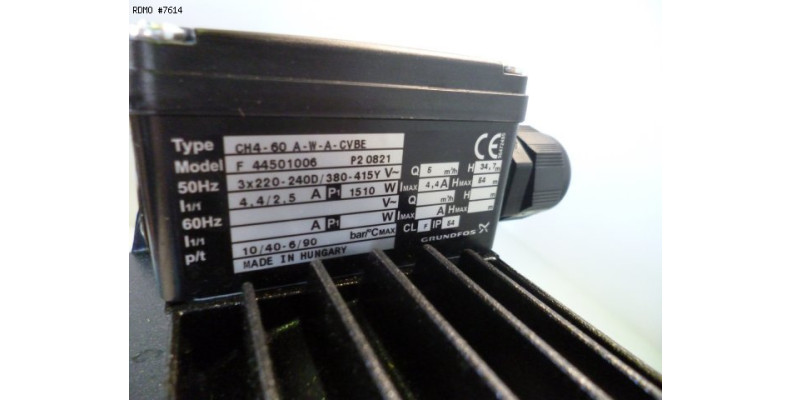 RDMO #7614
Type CH4-60 A-W-A-CVBE
Model F 44501006 P2 0821
50Hz 3x220-240D/380-415Y V~ Q 5 m³/h H 34,7 m
I1/1 4,4/2,5 A P1 1510 W IMAX 4,4 A HMAX 54 m
60Hz V~ Q m³/h H m
I1/1 A P1 W IMAX A HMAX m
p/t 10/40-6/90 bar/°C MAX CL F IP 54
MADE IN HUNGARY GRUNDFOS
CE